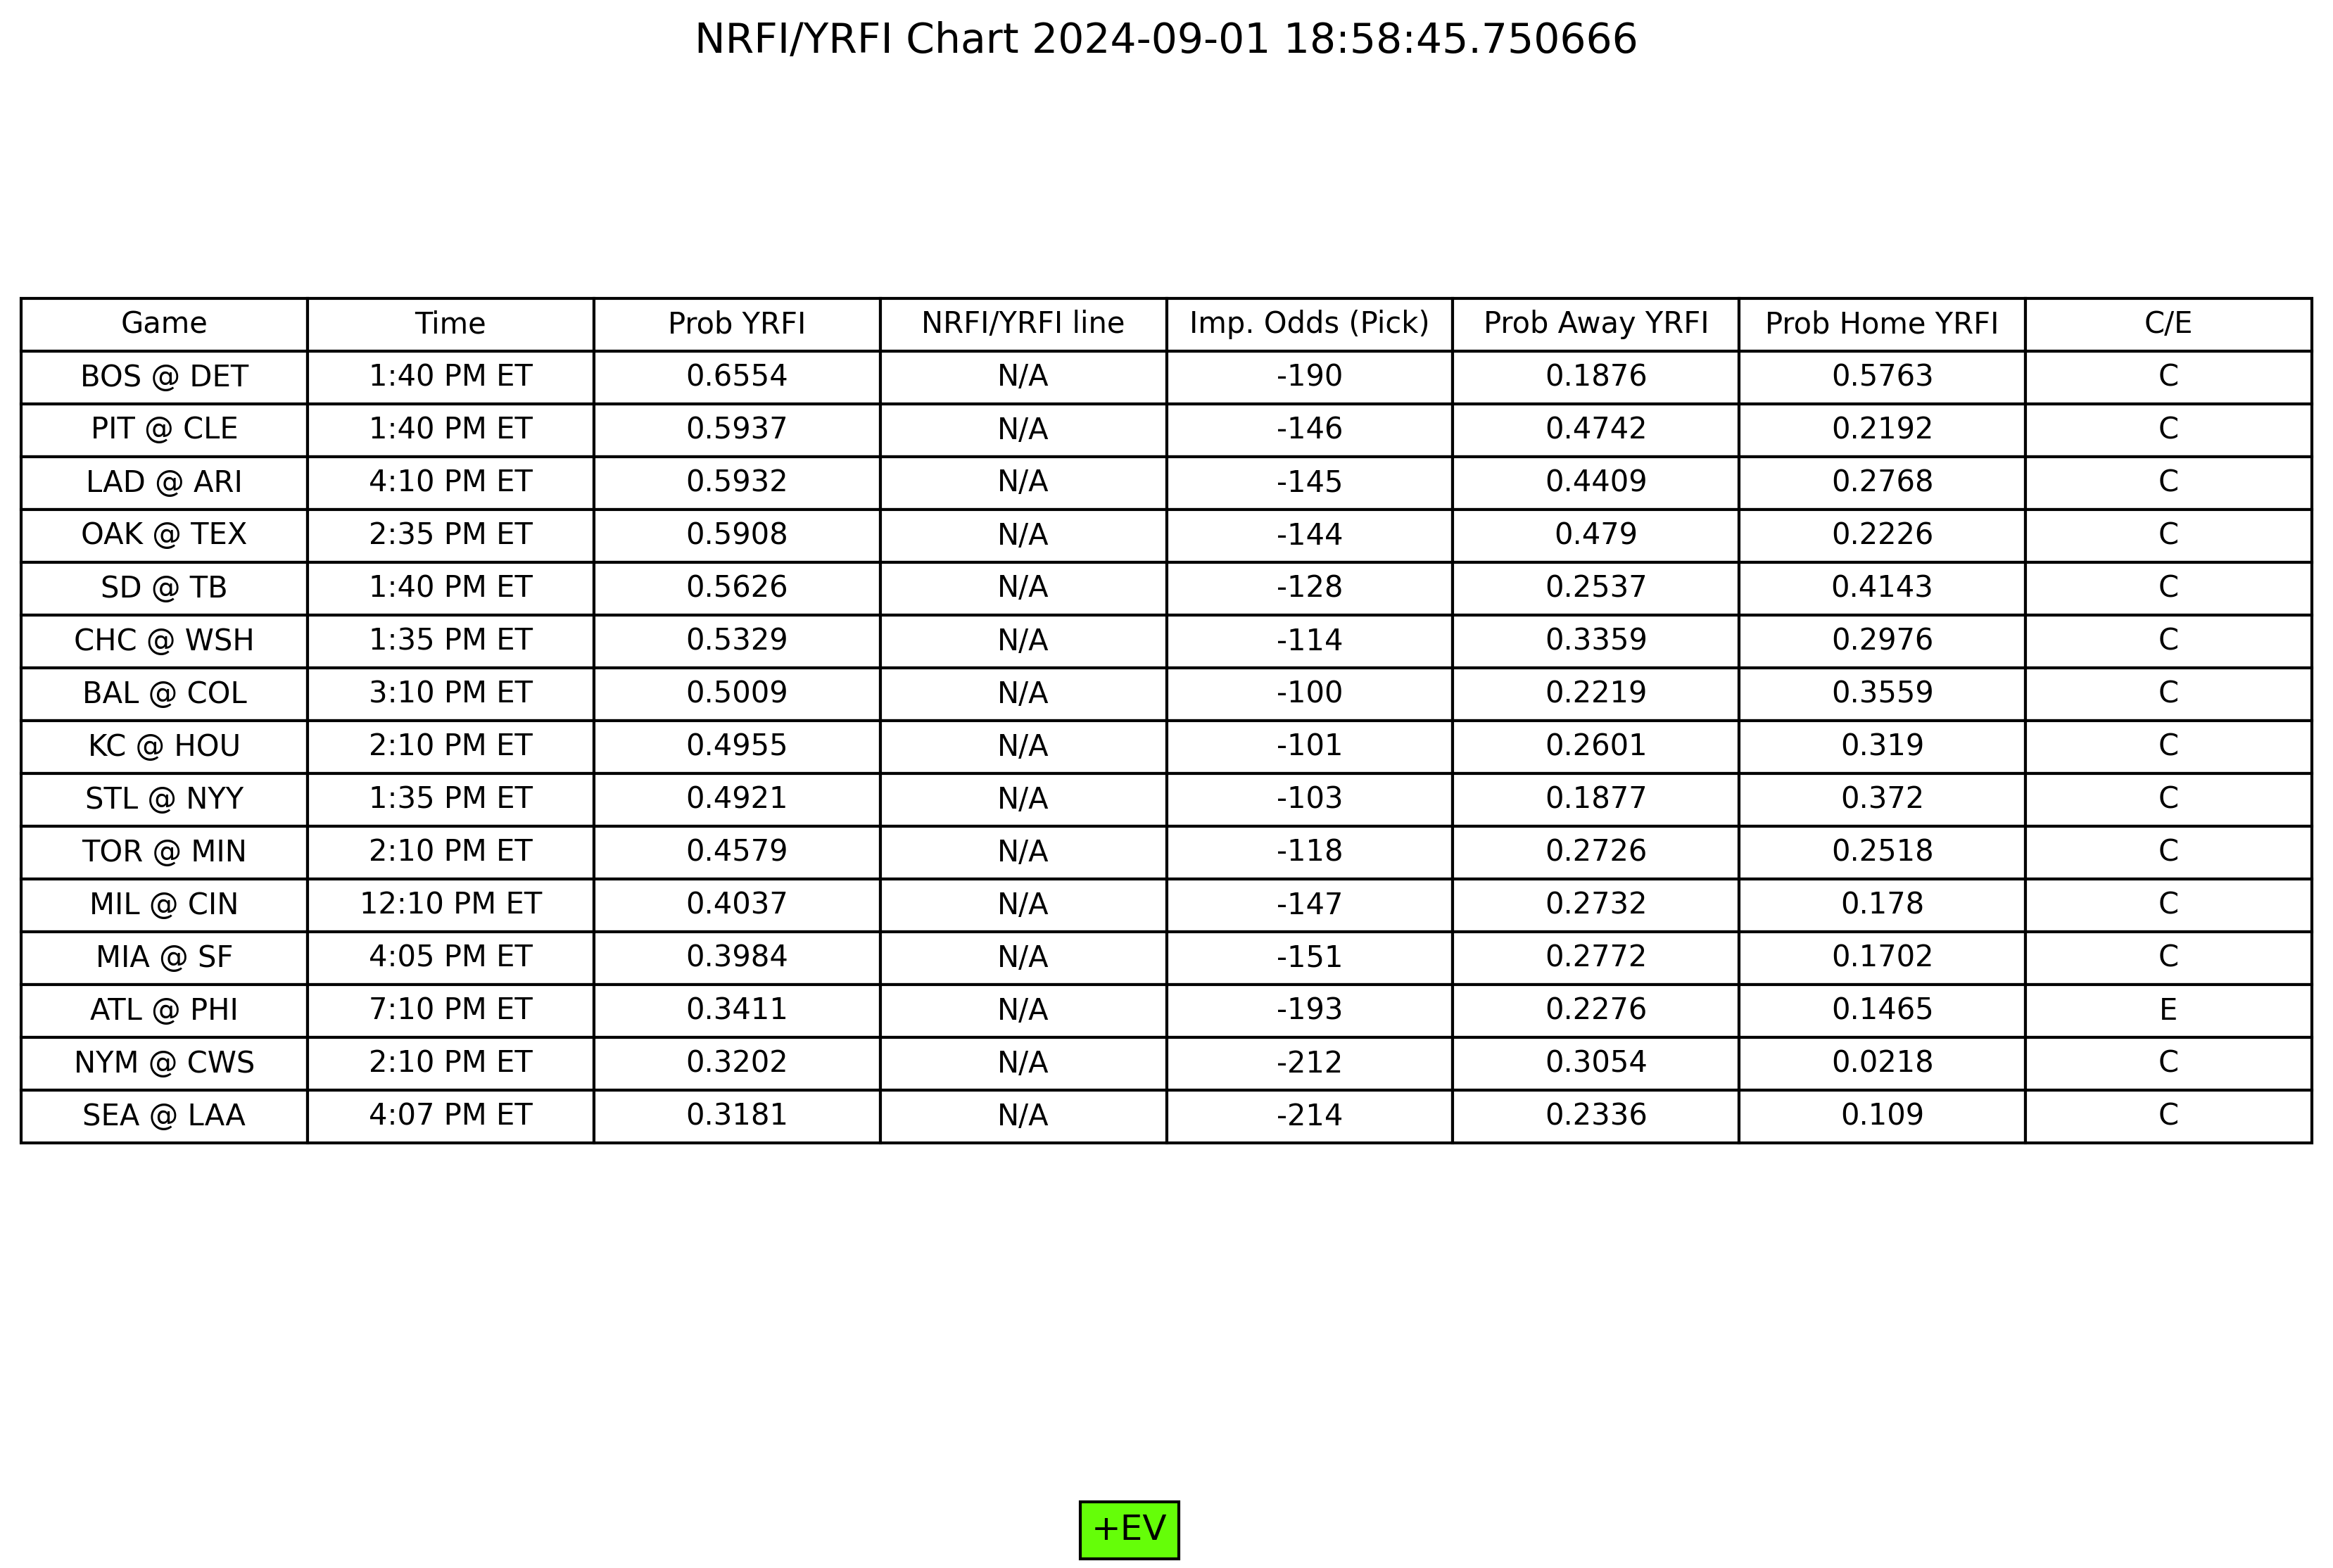 NRFI/YRFI Chart 2024-09-01 18:58:45.750666
Game Time Prob YRFI NRFI/YRFI line Imp. Odds (Pick) Prob Away YRFI Prob Home YRFI C/E
BOS @ DET 1:40 PM ET 0.6554 N/A -190 0.1876 0.5763 C
PIT @ CLE 1:40 PM ET 0.5937 N/A -146 0.4742 0.2192 C
LAD @ ARI 4:10 PM ET 0.5932 N/A -145 0.4409 0.2768 C
OAK @ TEX 2:35 PM ET 0.5908 N/A -144 0.479 0.2226 C
SD @ TB 1:40 PM ET 0.5626 N/A -128 0.2537 0.4143 C
CHC @ WSH 1:35 PM ET 0.5329 N/A -114 0.3359 0.2976 C
BAL @ COL 3:10 PM ET 0.5009 N/A -100 0.2219 0.3559 C
KC @ HOU 2:10 PM ET 0.4955 N/A -101 0.2601 0.319 C
STL @ NYY 1:35 PM ET 0.4921 N/A -103 0.1877 0.372 C
TOR @ MIN 2:10 PM ET 0.4579 N/A -118 0.2726 0.2518 C
MIL @ CIN 12:10 PM ET 0.4037 N/A -147 0.2732 0.178 C
MIA @ SF 4:05 PM ET 0.3984 N/A -151 0.2772 0.1702 C
ATL @ PHI 7:10 PM ET 0.3411 N/A -193 0.2276 0.1465 E
NYM @ CWS 2:10 PM ET 0.3202 N/A -212 0.3054 0.0218 C
SEA @ LAA 4:07 PM ET 0.3181 N/A -214 0.2336 0.109 C
+EV